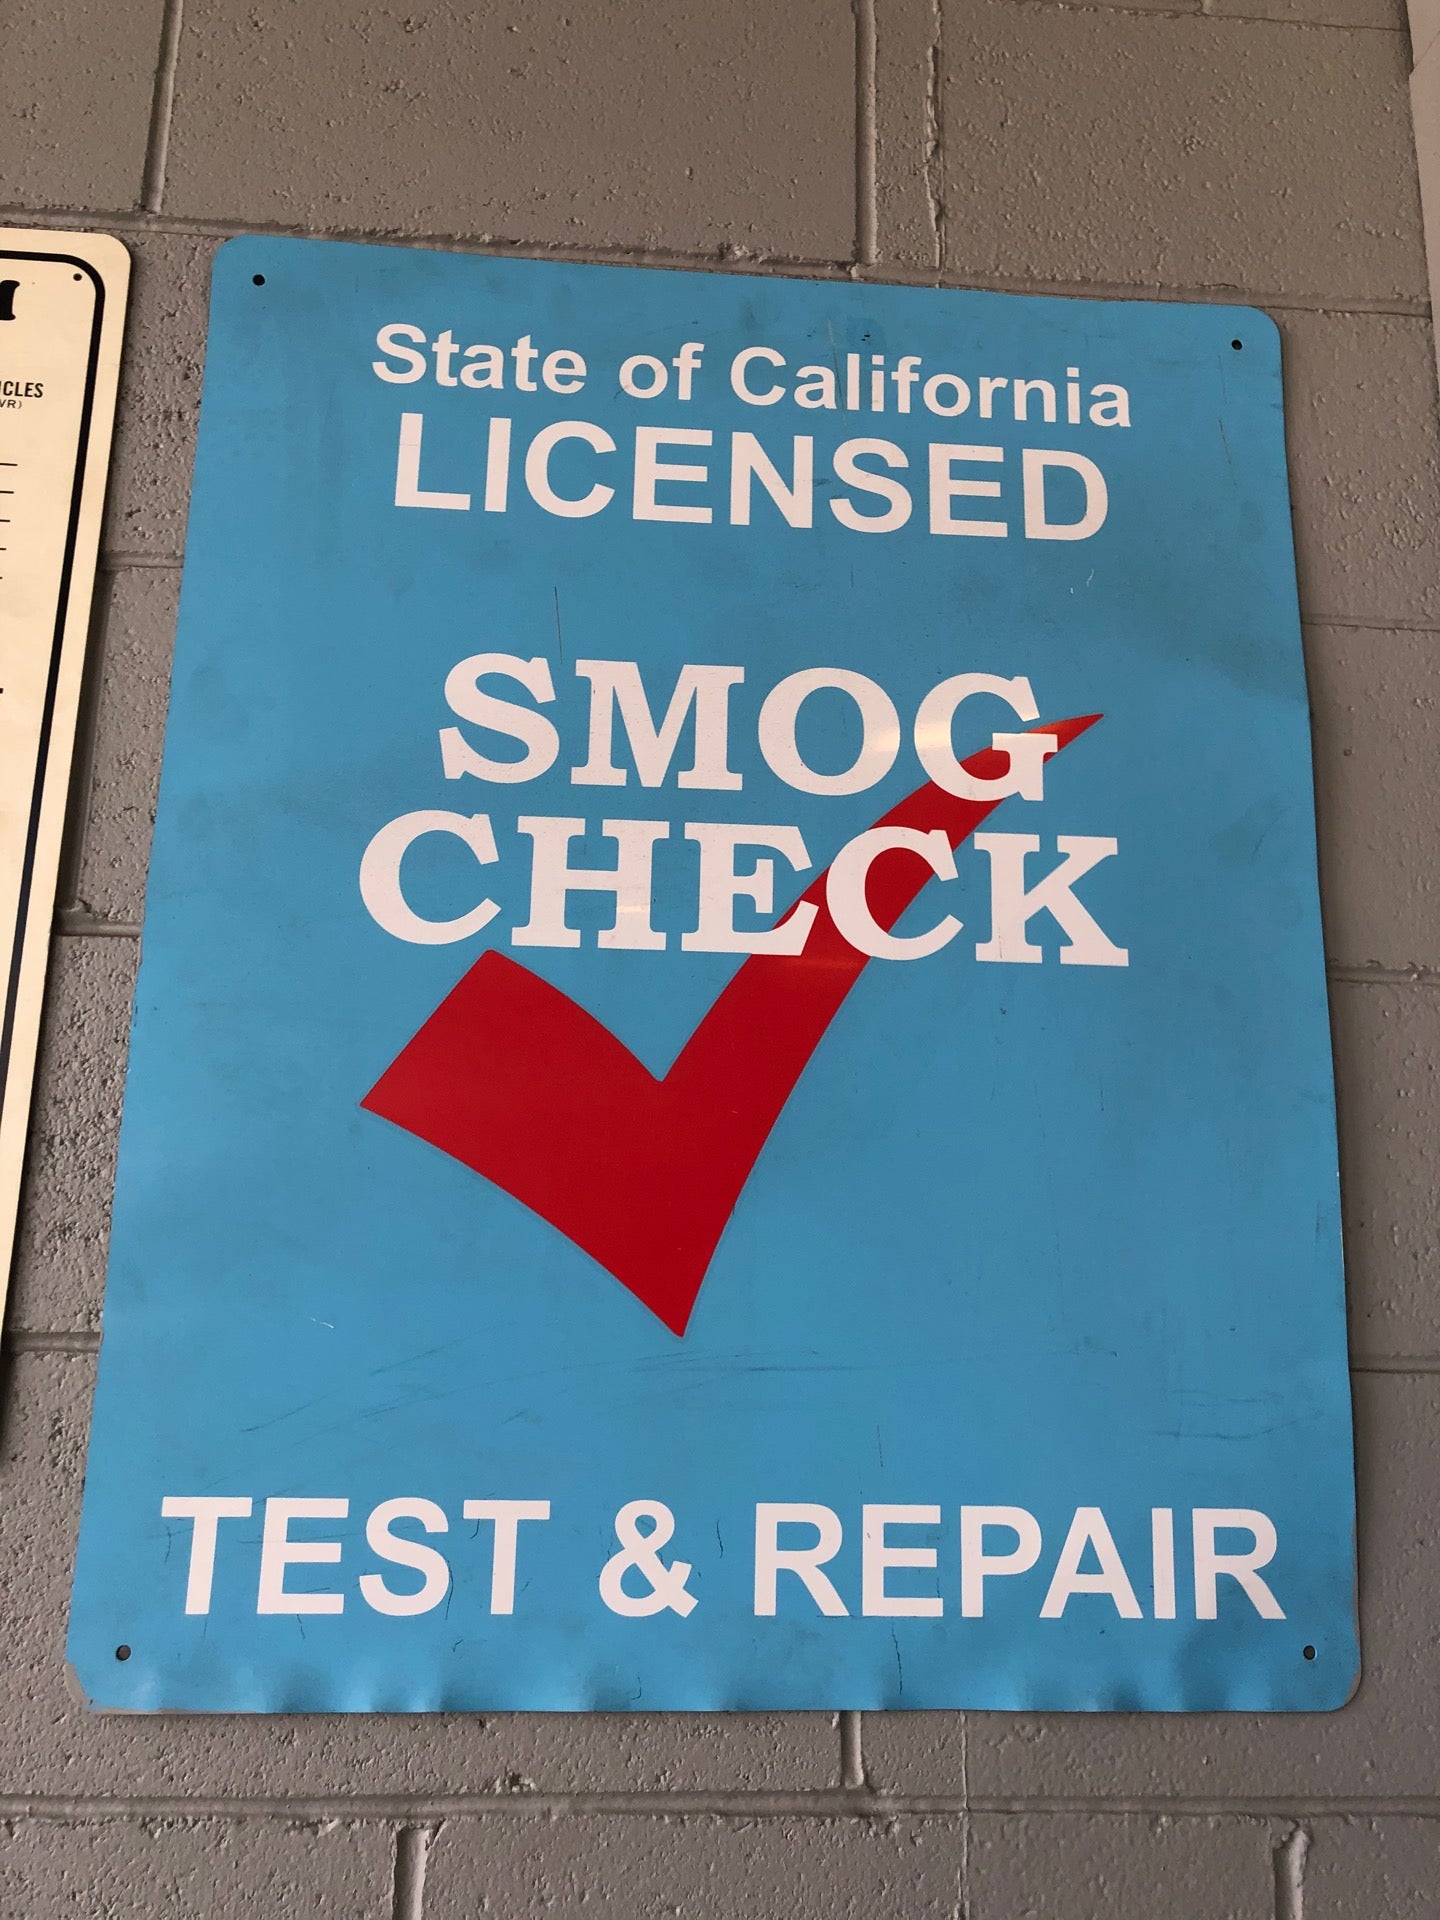 State of California
LICENSED
SMOG
CHECK
TEST & REPAIR